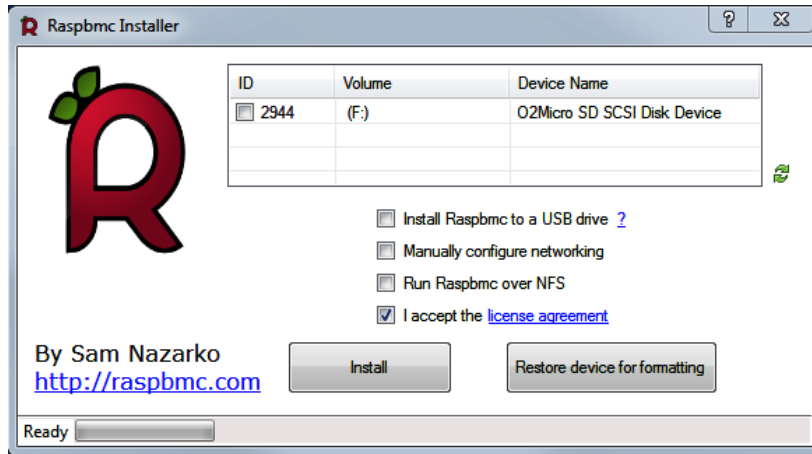 Raspbmc Installer
ID Volume Device Name
2944 (F:) O2Micro SD SCSI Disk Device
Install Raspbmc to a USB drive ?
Manually configure networking
Run Raspbmc over NFS
I accept the license agreement
By Sam Nazarko
http://raspbmc.com
Install
Restore device for formatting
Ready